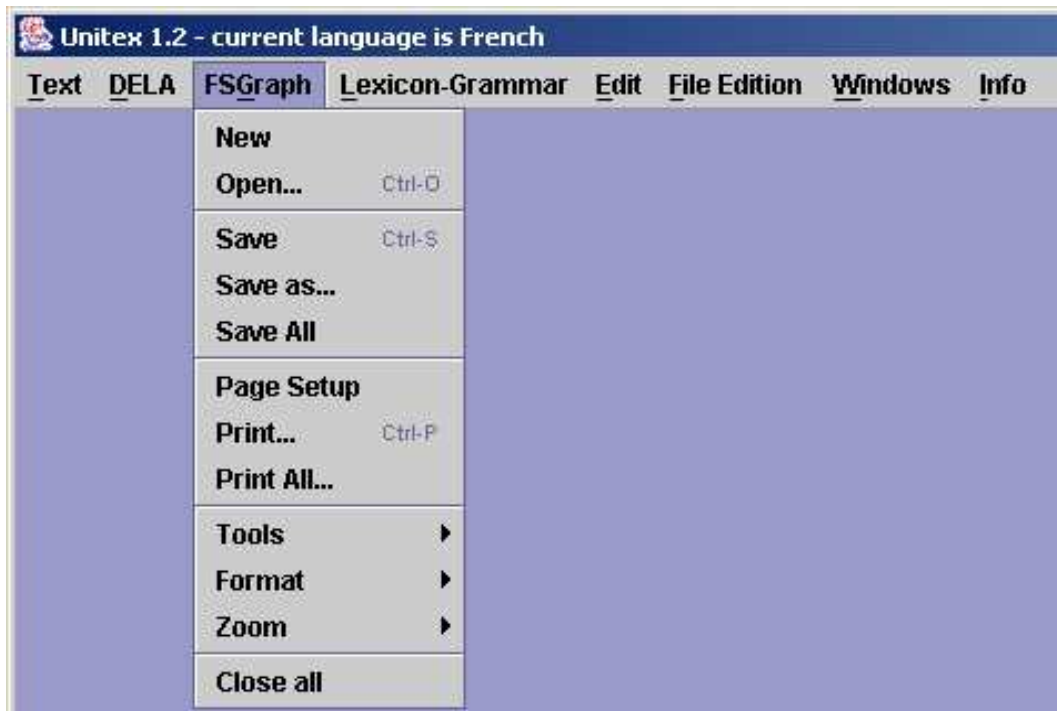 Unitex 1.2 - current language is French
Text DELA FSGraph Lexicon-Grammar Edit File Edition Windows Info
New
Open... Ctrl-O
Save Ctrl-S
Save as...
Save All
Page Setup
Print... Ctrl-P
Print All...
Tools
Format
Zoom
Close all